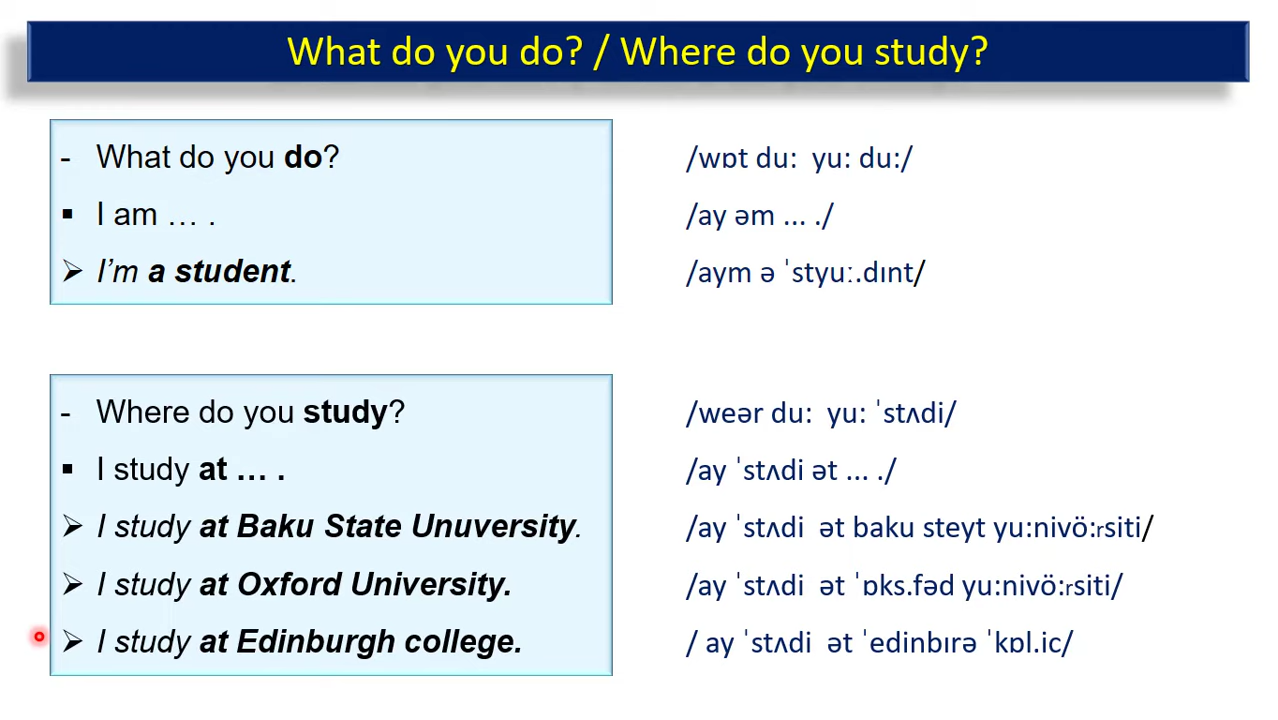 What do you do? / Where do you study?
- What do you do?
▪ I am … .
➢ I’m a student.
/wɒt du: yu: du:/
/ay əm ... ./
/aym ə ˈstyuː.dınt/
- Where do you study?
▪ I study at … .
➢ I study at Baku State Unuversity.
➢ I study at Oxford University.
➢ I study at Edinburgh college.
/weər du: yu: ˈstʌdi/
/ay ˈstʌdi ət ... ./
/ay ˈstʌdi ət baku steyt yu:nivö:rsiti/
/ay ˈstʌdi ət ˈɒks.fəd yu:nivö:rsiti/
/ ay ˈstʌdi ət ˈedinbırə ˈkɒl.ic/